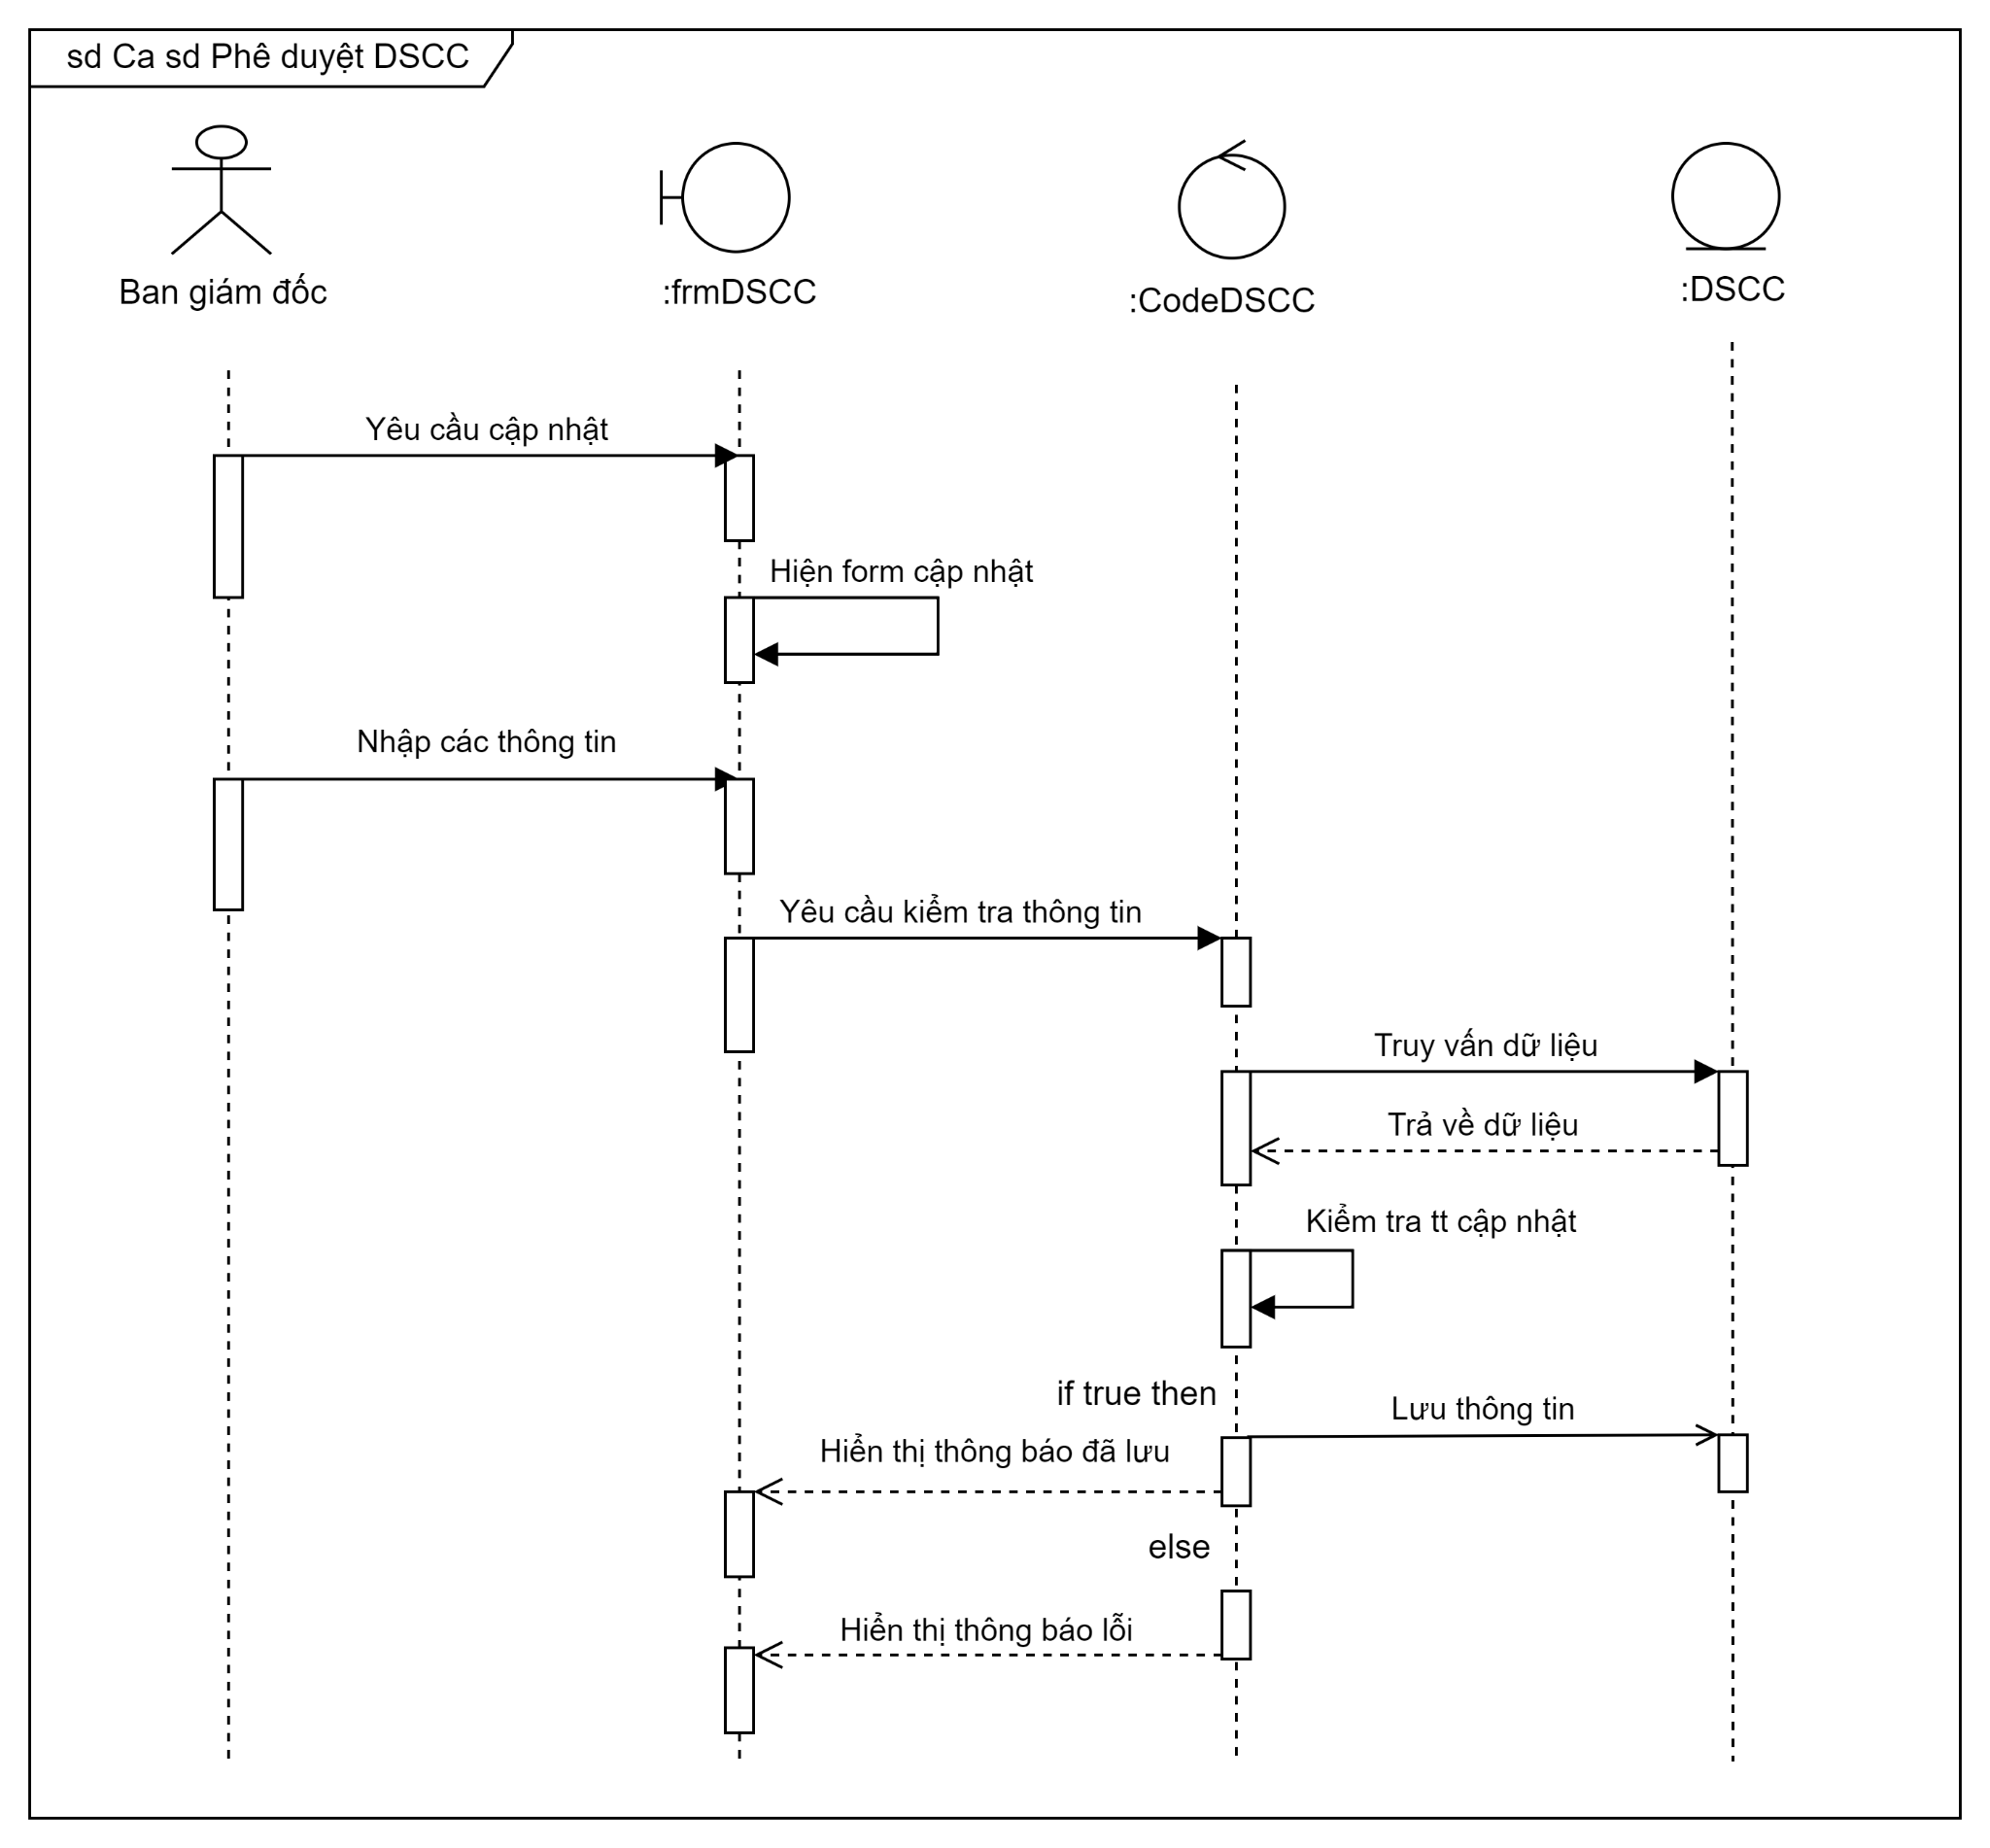 sd Ca sd Phê duyệt DSCC
Ban giám đốc
:frmDSCC
:CodeDSCC
:DSCC
Yêu cầu cập nhật
Hiện form cập nhật
Nhập các thông tin
Yêu cầu kiểm tra thông tin
Truy vấn dữ liệu
Trả về dữ liệu
Kiểm tra tt cập nhật
if true then
Lưu thông tin
Hiển thị thông báo đã lưu
else
Hiển thị thông báo lỗi